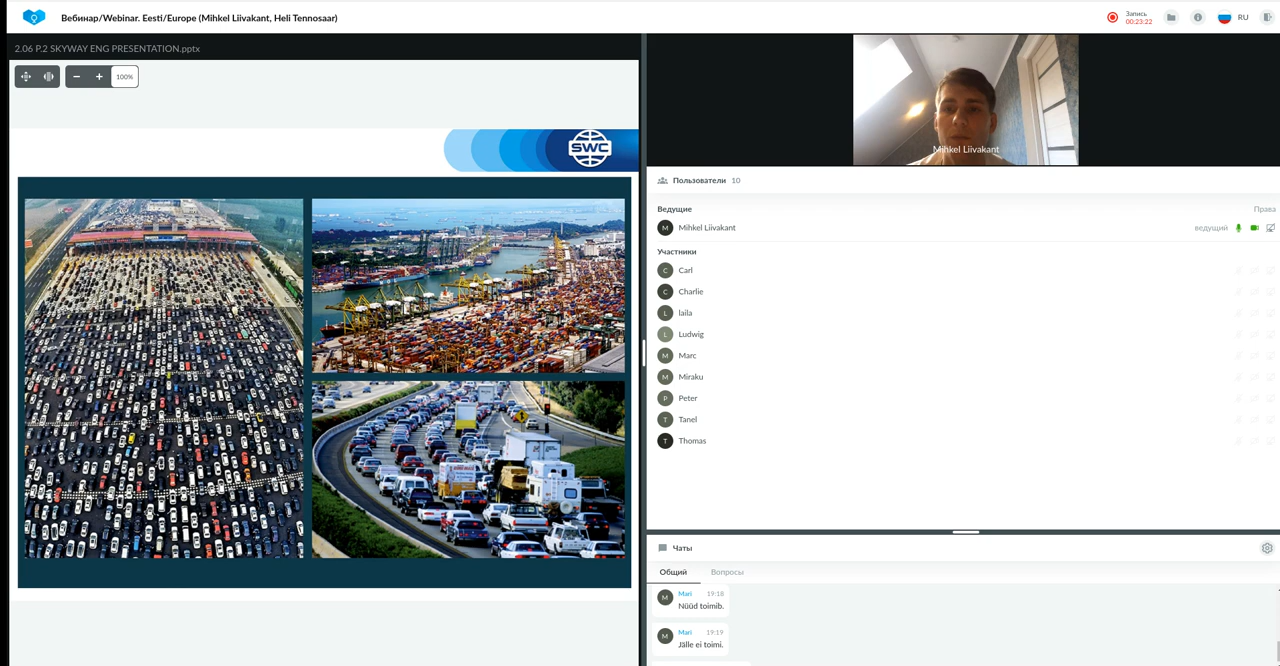 Вебинар/Webinar. Eesti/Europe (Mihkel Liivakant, Heli Tennosaar)
Запись
00:23:22
RU
2.06 P.2 SKYWAY ENG PRESENTATION.pptx
100%
SWC
Mihkel Liivakant
Пользователи 10
Ведущие Права
M Mihkel Liivakant ведущий
Участники
C Carl
C Charlie
L laila
L Ludwig
M Marc
M Miraku
P Peter
T Tanel
T Thomas
Чаты
Общий Вопросы
M Mari 19:18
Nüüd toimib.
M Mari 19:19
Jälle ei toimi.